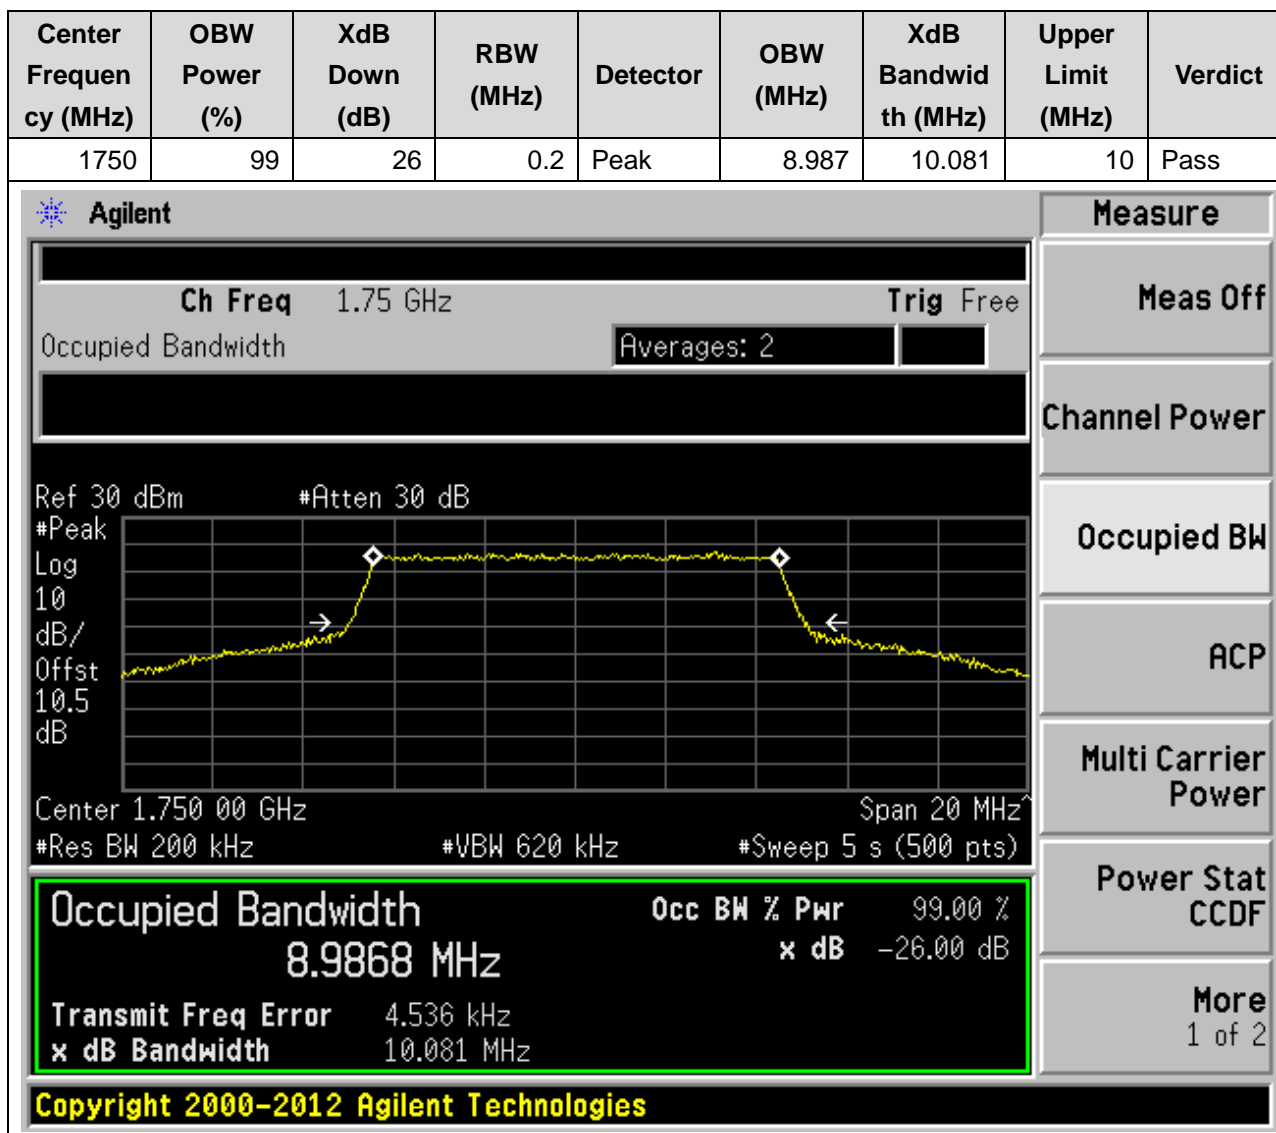 Center Frequen cy (MHz)	OBW Power (%)	XdB Down (dB)	RBW (MHz)	Detector	OBW (MHz)	XdB Bandwid th (MHz)	Upper Limit (MHz)	Verdict
1750	99	26	0.2	Peak	8.987	10.081	10	Pass
Agilent
Measure
Ch Freq 1.75 GHz Trig Free
Meas Off
Occupied Bandwidth Averages: 2
Channel Power
Ref 30 dBm #Atten 30 dB
#Peak
Log
10
dB/
Offst
10.5
dB
Occupied BW
ACP
Multi Carrier
Power
Center 1.750 00 GHz Span 20 MHz^
#Res BW 200 kHz #VBW 620 kHz #Sweep 5 s (500 pts)
Power Stat
CCDF
Occupied Bandwidth Occ BW % Pwr 99.00 %
8.9868 MHz x dB -26.00 dB
Transmit Freq Error 4.536 kHz
x dB Bandwidth 10.081 MHz
More
1 of 2
Copyright 2000-2012 Agilent Technologies